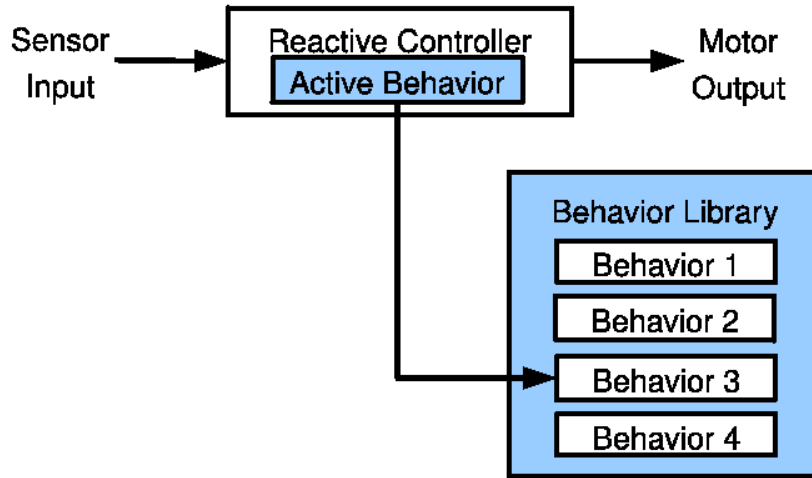 Sensor
Input
Reactive Controller
Active Behavior
Motor
Output
Behavior Library
Behavior 1
Behavior 2
Behavior 3
Behavior 4